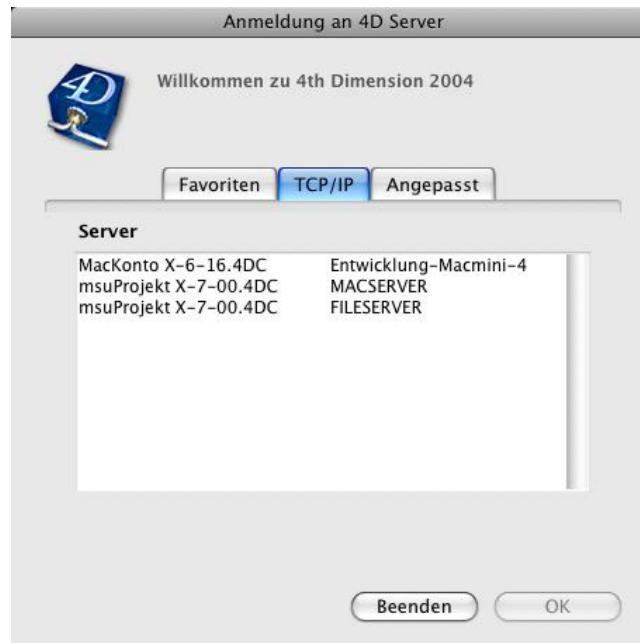 Anmeldung an 4D Server
4D
Willkommen zu 4th Dimension 2004
Favoriten TCP/IP Angepasst
Server
MacKonto X-6-16.4DC Entwicklung-Macmini-4
msuProjekt X-7-00.4DC MACSERVER
msuProjekt X-7-00.4DC FILESERVER
Beenden OK